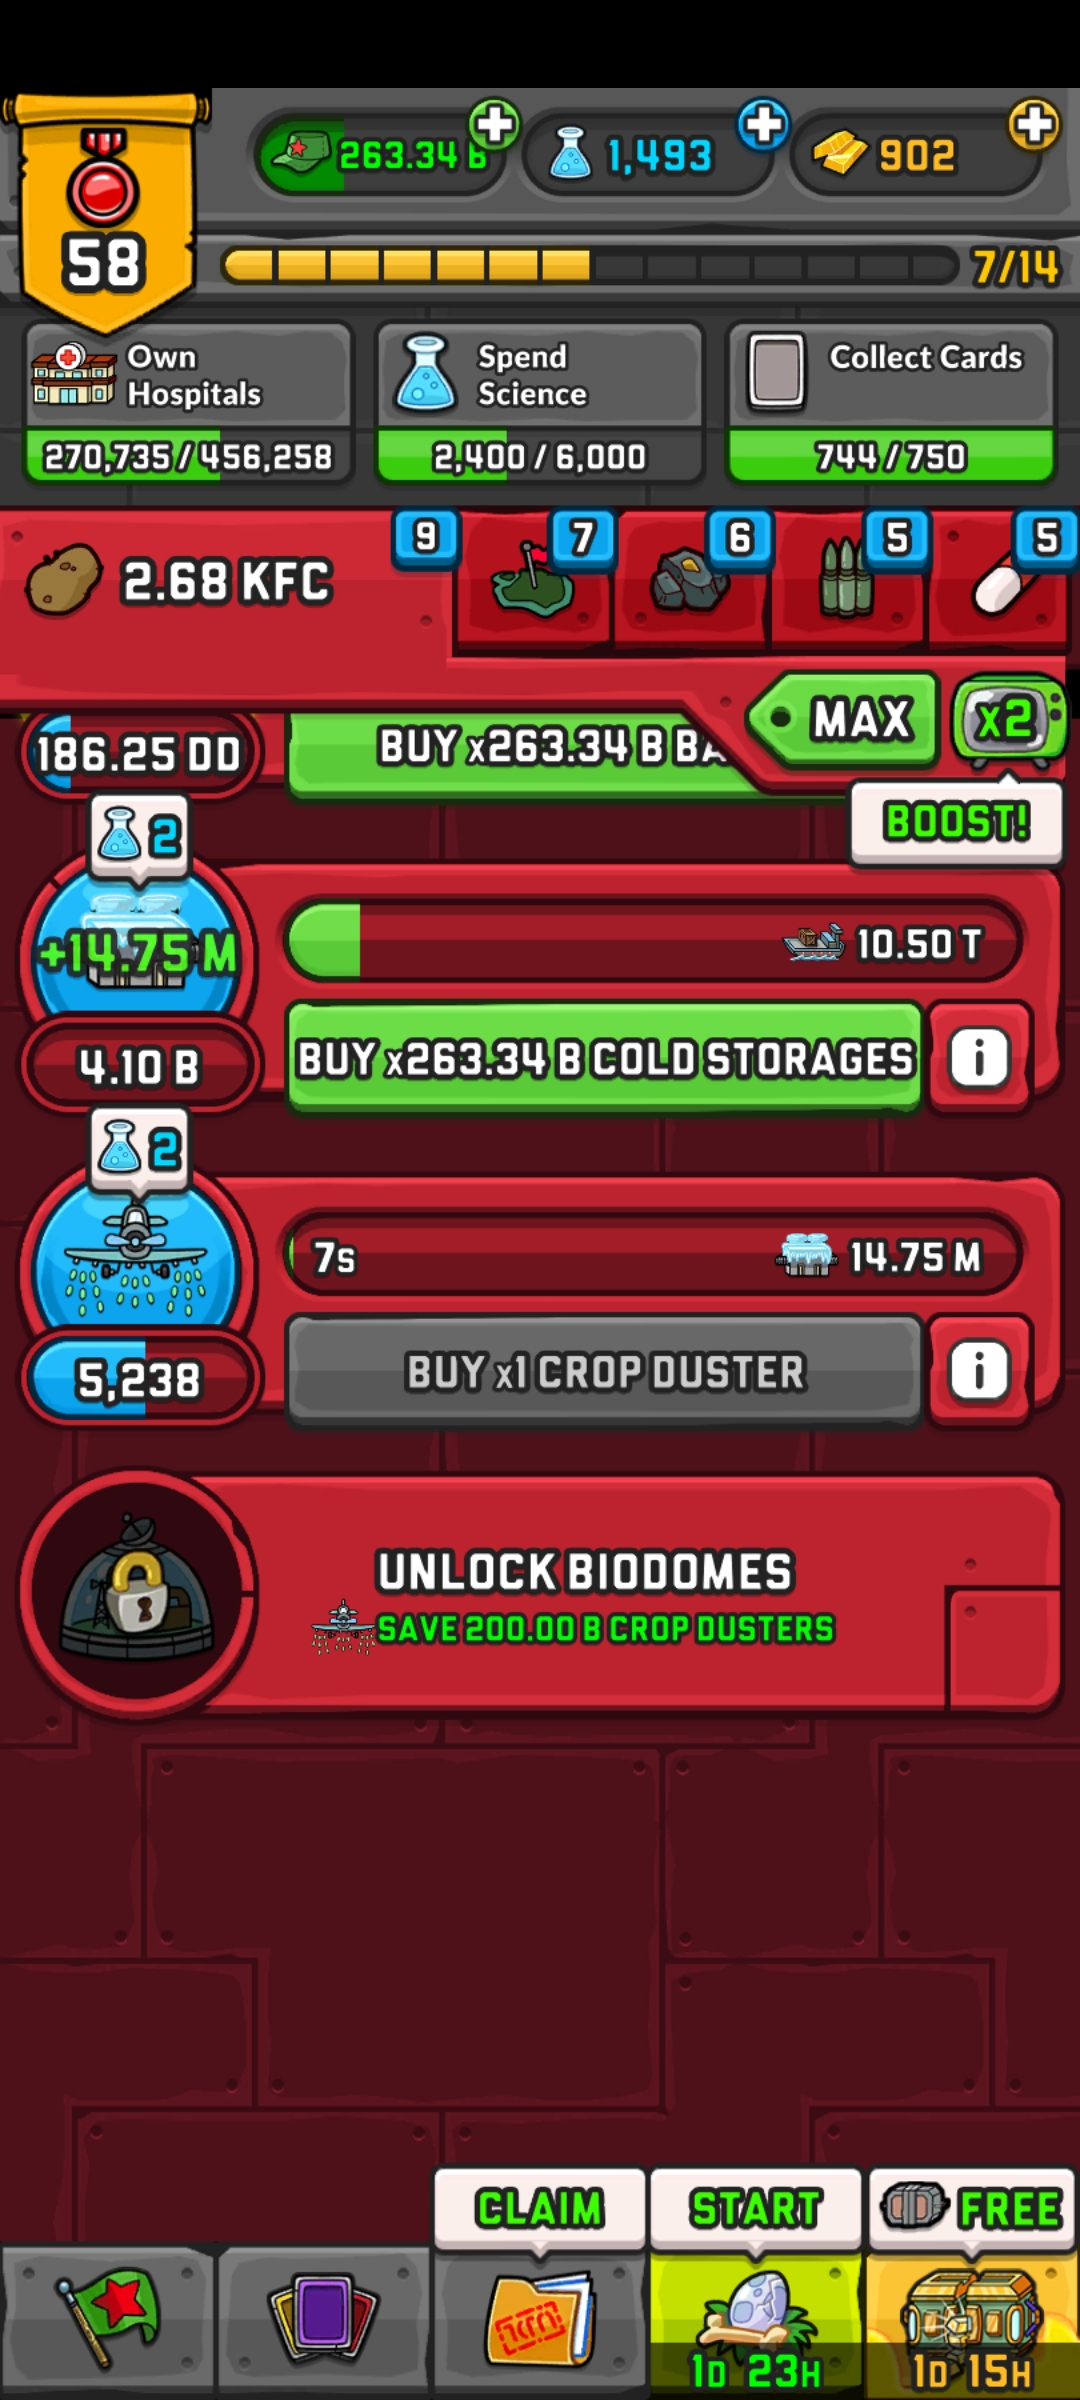 263.34 B
1,493
902
58
7/14
Own
Hospitals
270,735/456,258
Spend
Science
2,400/6,000
Collect Cards
744/750
2.68 KFC
9
7
6
5
5
MAX
x2
BOOST!
186.25 DD
BUY x263.34 B
2
+14.75 M
10.50 T
4.10 B
BUY x263.34 B COLD STORAGES
i
2
7s
14.75 M
5,238
BUY x1 CROP DUSTER
i
UNLOCK BIODOMES
SAVE 200.00 B CROP DUSTERS
CLAIM
START
FREE
1D 23H
1D 15H